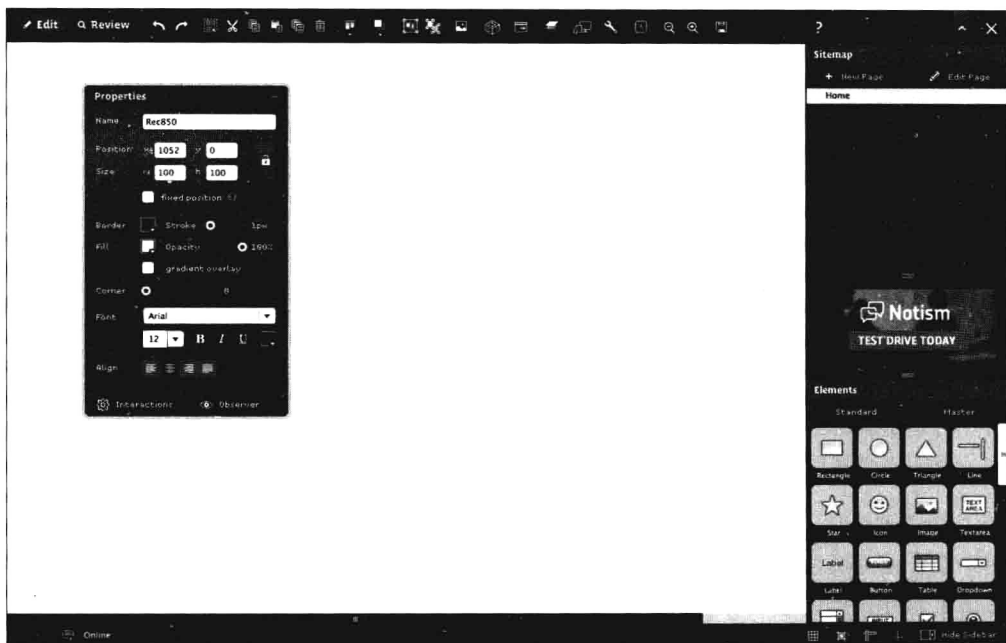 Edit Review ?
Sitemap
+ New Page Edit Page
Home
Properties
Name Rec850
Position x: 1052 y 0
Size w 100 h 100
fixed position
Border Stroke 1px
Fill Opacity 100%
gradient overlay
Corner 0
Font Arial
12 B I U
Align
Interactions Observer
Notism
TEST DRIVE TODAY
Elements
Standard Master
Rectangle Circle Triangle Line
TEXT
AREA
Star Icon Image Textarea
Label
Label Button Table Dropdown
Online Hide Sidebar